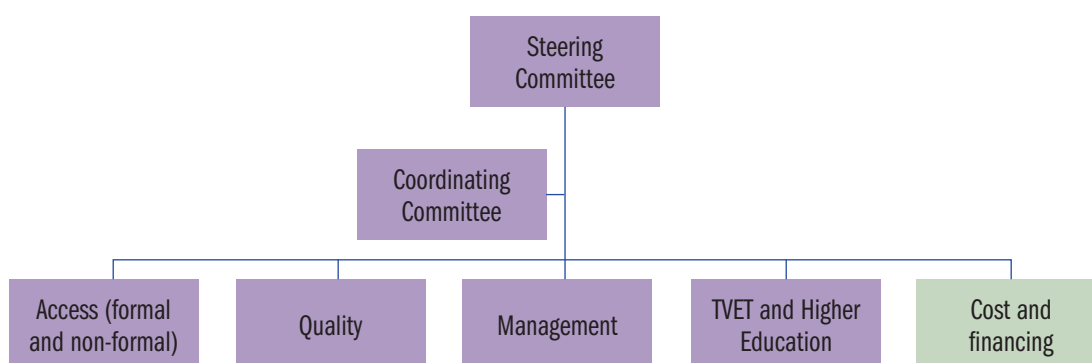 Steering
Committee
Coordinating
Committee
Access (formal
and non-formal)
Quality
Management
TVET and Higher
Education
Cost and
financing